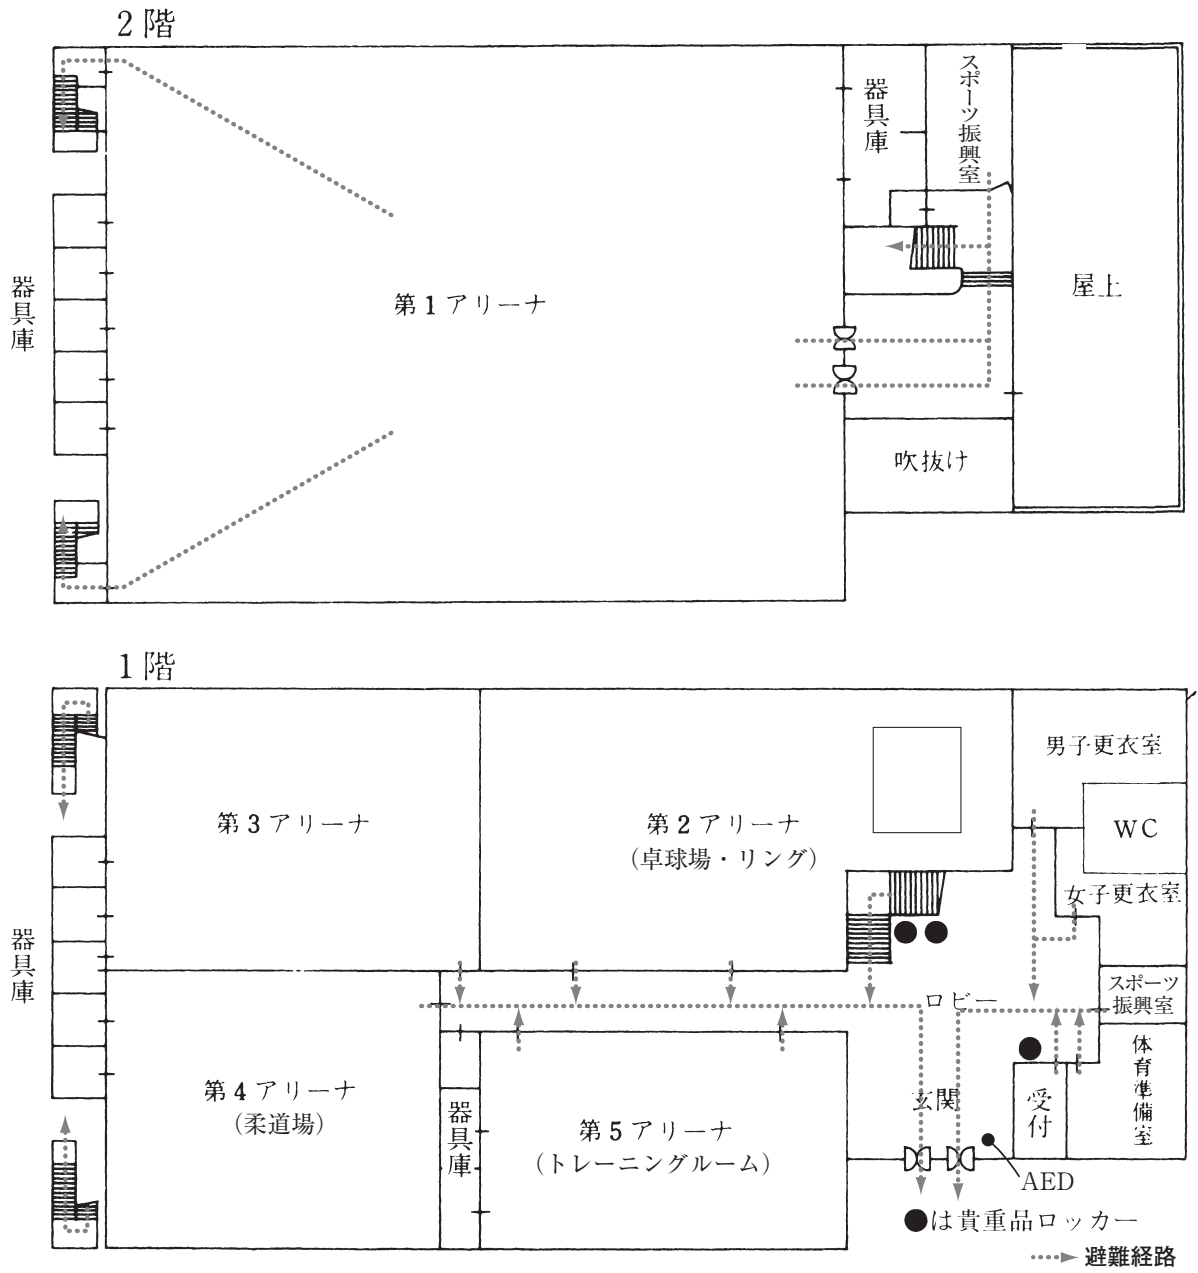 2階
器具庫
スポーツ振興室
器具庫
第1アリーナ
屋上
吹抜け
1階
男子更衣室
第3アリーナ
第2アリーナ
(卓球場・リング)
WC
女子更衣室
器具庫
ロビー
スポーツ
振興室
第4アリーナ
(柔道場)
器具庫
第5アリーナ
(トレーニングルーム)
玄関
受付
体育準備室
AED
●は貴重品ロッカー
避難経路